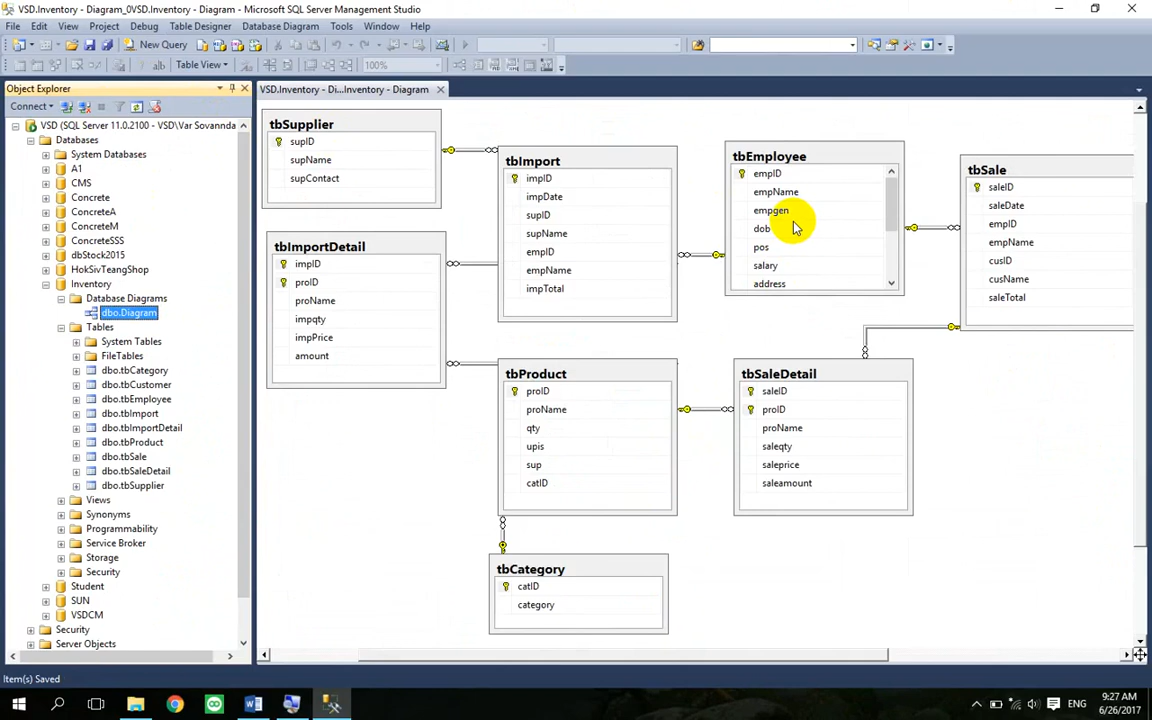 VSD.Inventory - Diagram_0VSD.Inventory - Diagram - Microsoft SQL Server Management Studio
File Edit View Project Debug Table Designer Database Diagram Tools Window Help
New Query
Table View 100%
Object Explorer
Connect
VSD (SQL Server 11.0.2100 - VSD\Var Sovannda
Databases
System Databases
A1
CMS
Concrete
ConcreteA
ConcreteM
ConcreteSSS
dbStock2015
HokSivTeangShop
Inventory
Database Diagrams
dbo.Diagram
Tables
System Tables
FileTables
dbo.tbCategory
dbo.tbCustomer
dbo.tbEmployee
dbo.tbImport
dbo.tbImportDetail
dbo.tbProduct
dbo.tbSale
dbo.tbSaleDetail
dbo.tbSupplier
Views
Synonyms
Programmability
Service Broker
Storage
Security
Student
SUN
VSDCM
Security
Server Objects
VSD.Inventory - Di...Inventory - Diagram
tbSupplier
supID
supName
supContact
tbImportDetail
impID
proID
proName
impqty
impPrice
amount
tbImport
impID
impDate
supID
supName
empID
empName
impTotal
tbProduct
proID
proName
qty
upis
sup
catID
tbCategory
catID
category
tbEmployee
empID
empName
empgen
dob
pos
salary
address
tbSaleDetail
saleID
proID
proName
saleqty
saleprice
saleamount
tbSale
saleID
saleDate
empID
empName
cusID
cusName
saleTotal
Item(s) Saved
ENG
9:27 AM
6/26/2017